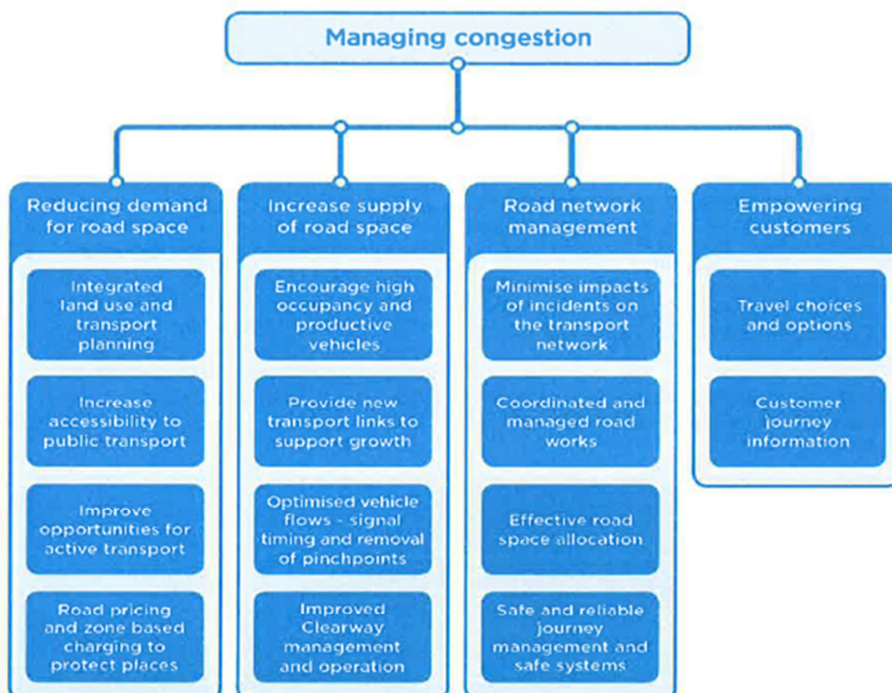 Managing congestion
Reducing demand
for road space
Integrated
land use and
transport
planning
Increase
accessibility to
public transport
Improve
opportunities for
active transport
Road pricing
and zone based
charging to
protect places
Increase supply
of road space
Encourage high
occupancy and
productive
vehicles
Provide new
transport links to
support growth
Optimised vehicle
flows - signal
timing and removal
of pinchpoints
Improved
Clearway
management
and operation
Road network
management
Minimise impacts
of incidents on
the transport
network
Coordinated and
managed road
works
Effective road
space allocation
Safe and reliable
journey
management and
safe systems
Empowering
customers
Travel choices
and options
Customer
journey
information